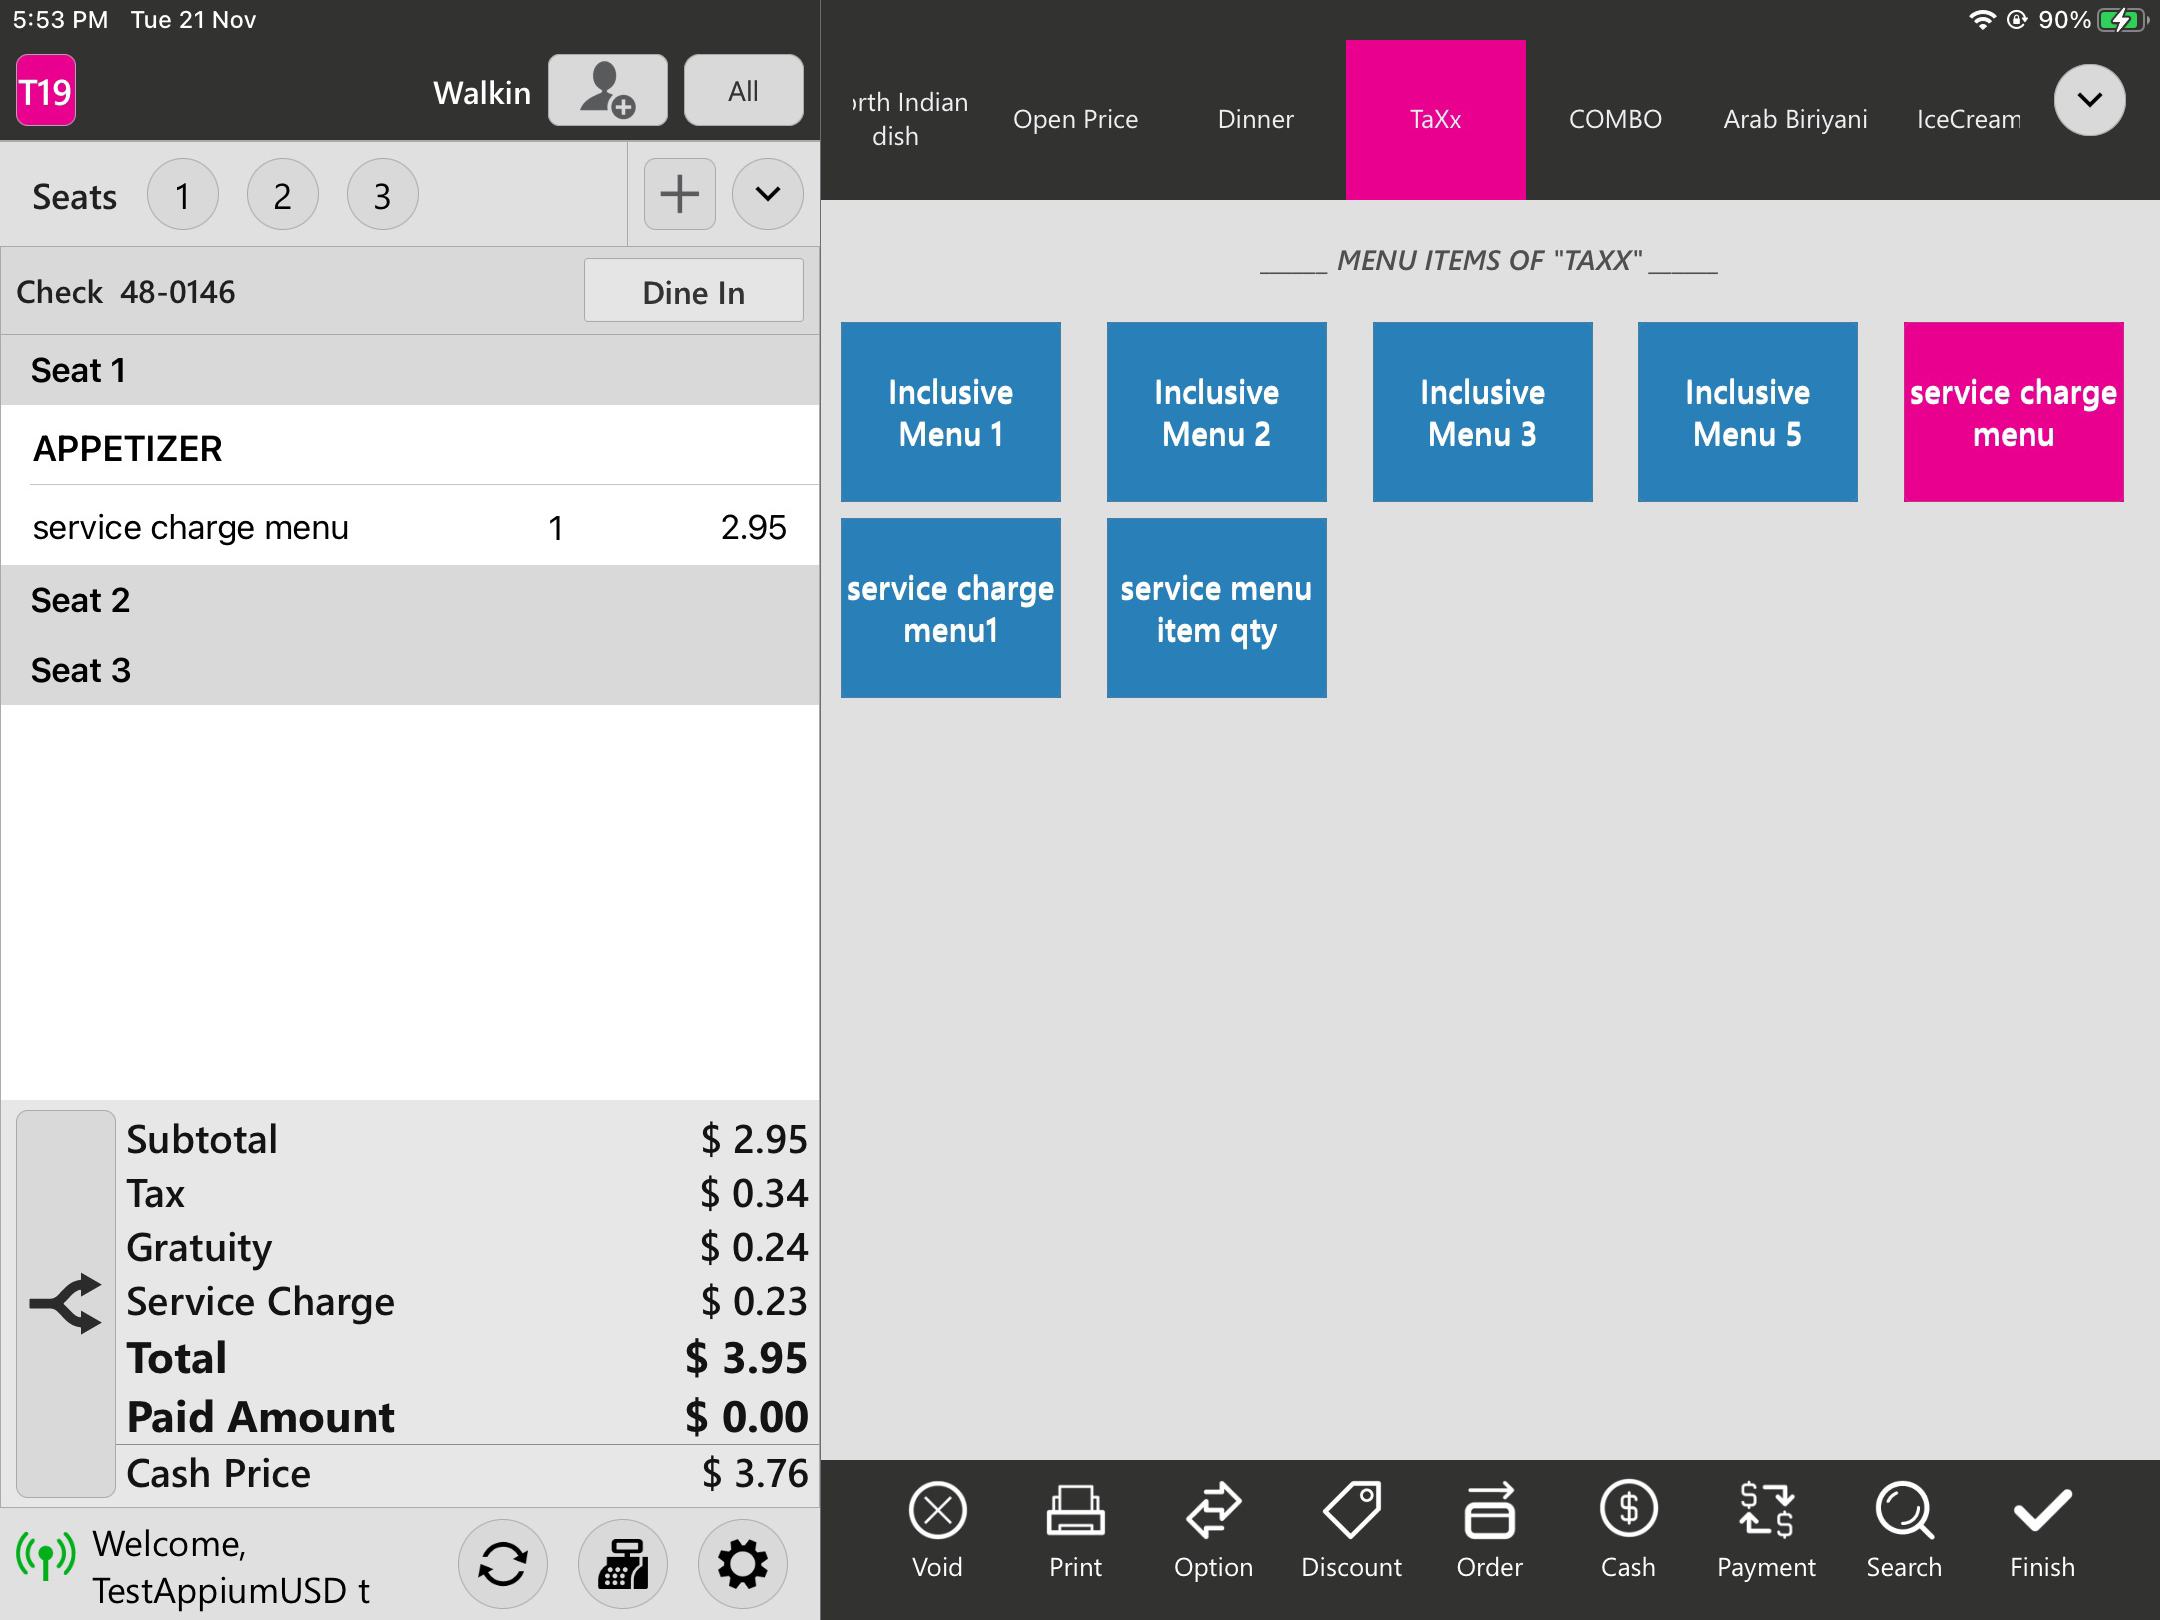 5:53 PM Tue 21 Nov
90%
T19
Walkin
All
Seats 1 2 3
Check 48-0146
Dine In
Seat 1
APPETIZER
service charge menu 1 2.95
Seat 2
Seat 3
Subtotal $ 2.95
Tax $ 0.34
Gratuity $ 0.24
Service Charge $ 0.23
Total $ 3.95
Paid Amount $ 0.00
Cash Price $ 3.76
Welcome,
TestAppiumUSD t
orth Indian
dish
Open Price
Dinner
TaXx
COMBO
Arab Biriyani
IceCream
_____ MENU ITEMS OF "TAXX" _____
Inclusive
Menu 1
Inclusive
Menu 2
Inclusive
Menu 3
Inclusive
Menu 5
service charge
menu
service charge
menu1
service menu
item qty
Void
Print
Option
Discount
Order
Cash
Payment
Search
Finish